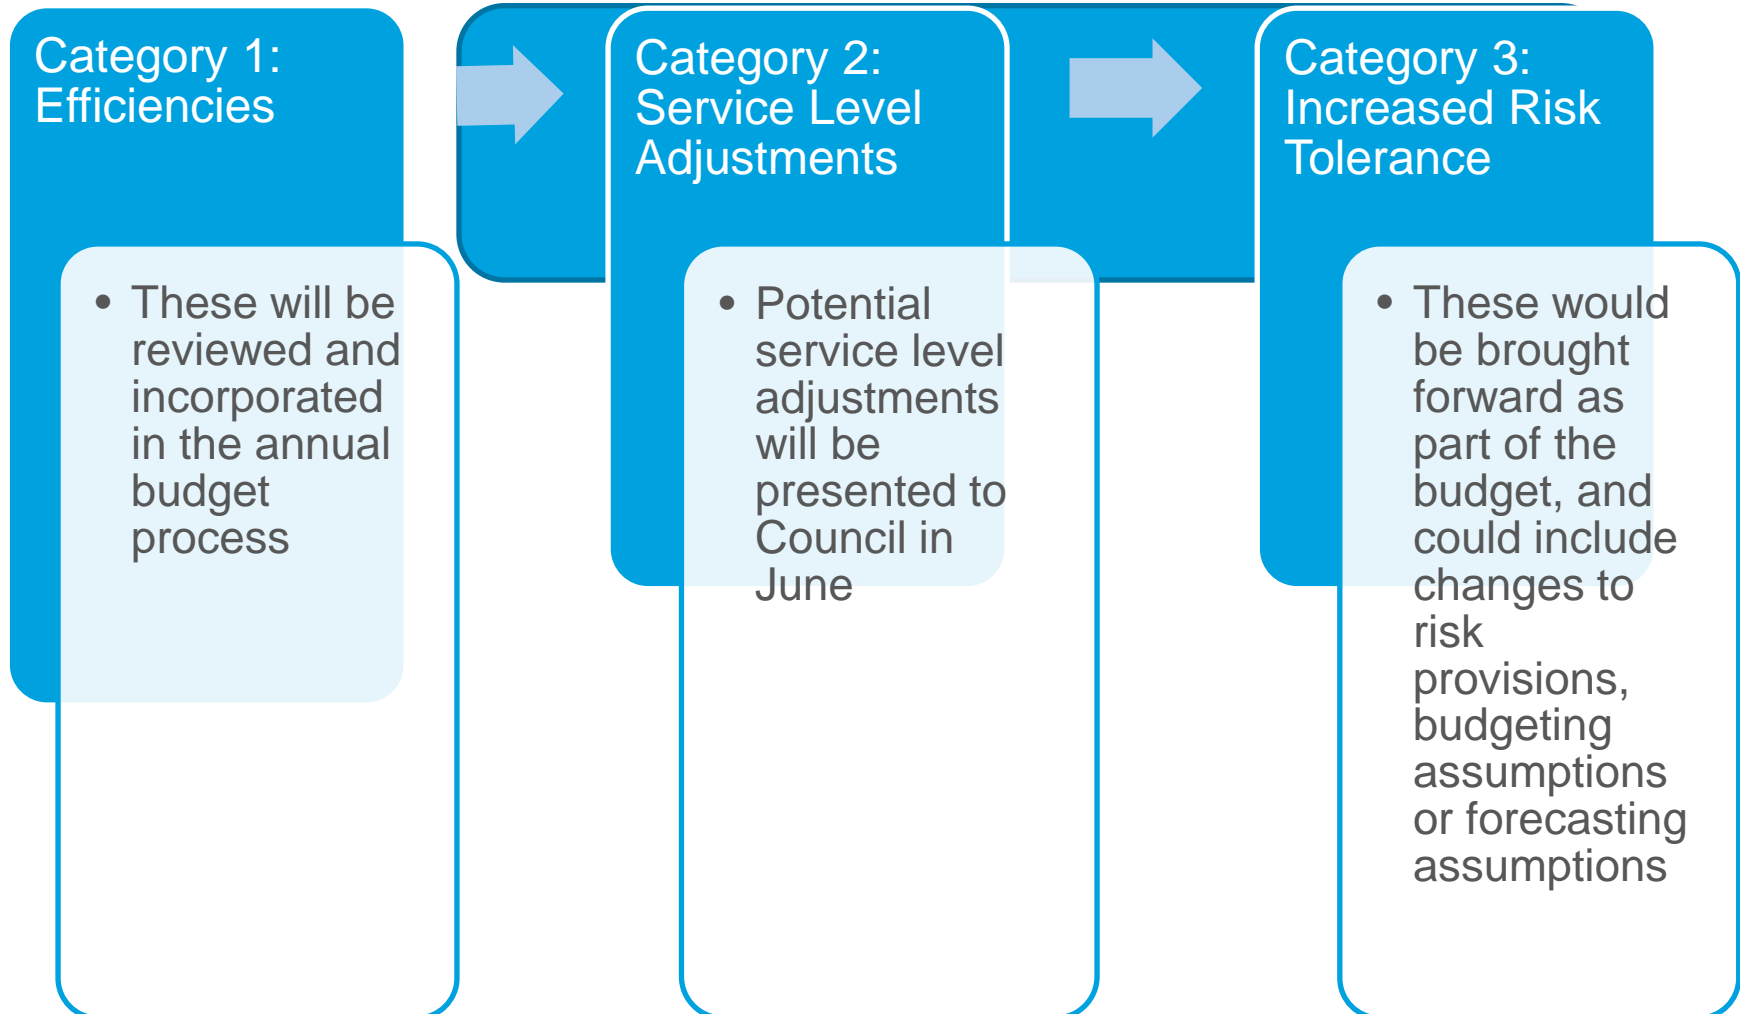 Category 1:
Efficiencies
• These will be
reviewed and
incorporated
in the annual
budget
process
Category 2:
Service Level
Adjustments
• Potential
service level
adjustments
will be
presented to
Council in
June
Category 3:
Increased Risk
Tolerance
• These would
be brought
forward as
part of the
budget, and
could include
changes to
risk
provisions,
budgeting
assumptions
or forecasting
assumptions